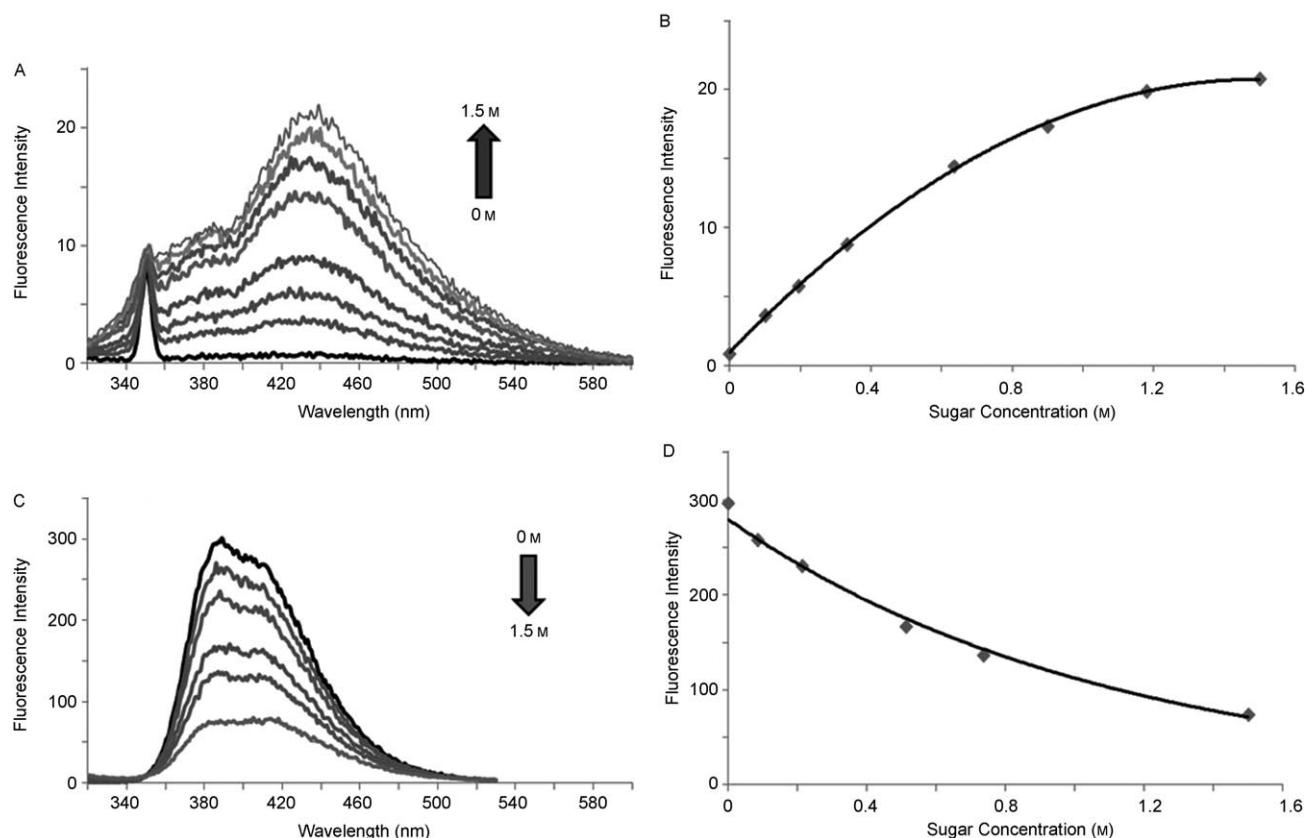 A
Fluorescence Intensity
20
10
0
1.5 M
0 M
340 380 420 460 500 540 580
Wavelength (nm)
B
Fluorescence Intensity
20
10
0
0 0.4 0.8 1.2 1.6
Sugar Concentration (M)
C
Fluorescence Intensity
300
200
100
0
0 M
1.5 M
340 380 420 460 500 540 580
Wavelength (nm)
D
Fluorescence Intensity
300
200
100
0
0 0.4 0.8 1.2 1.6
Sugar Concentration (M)